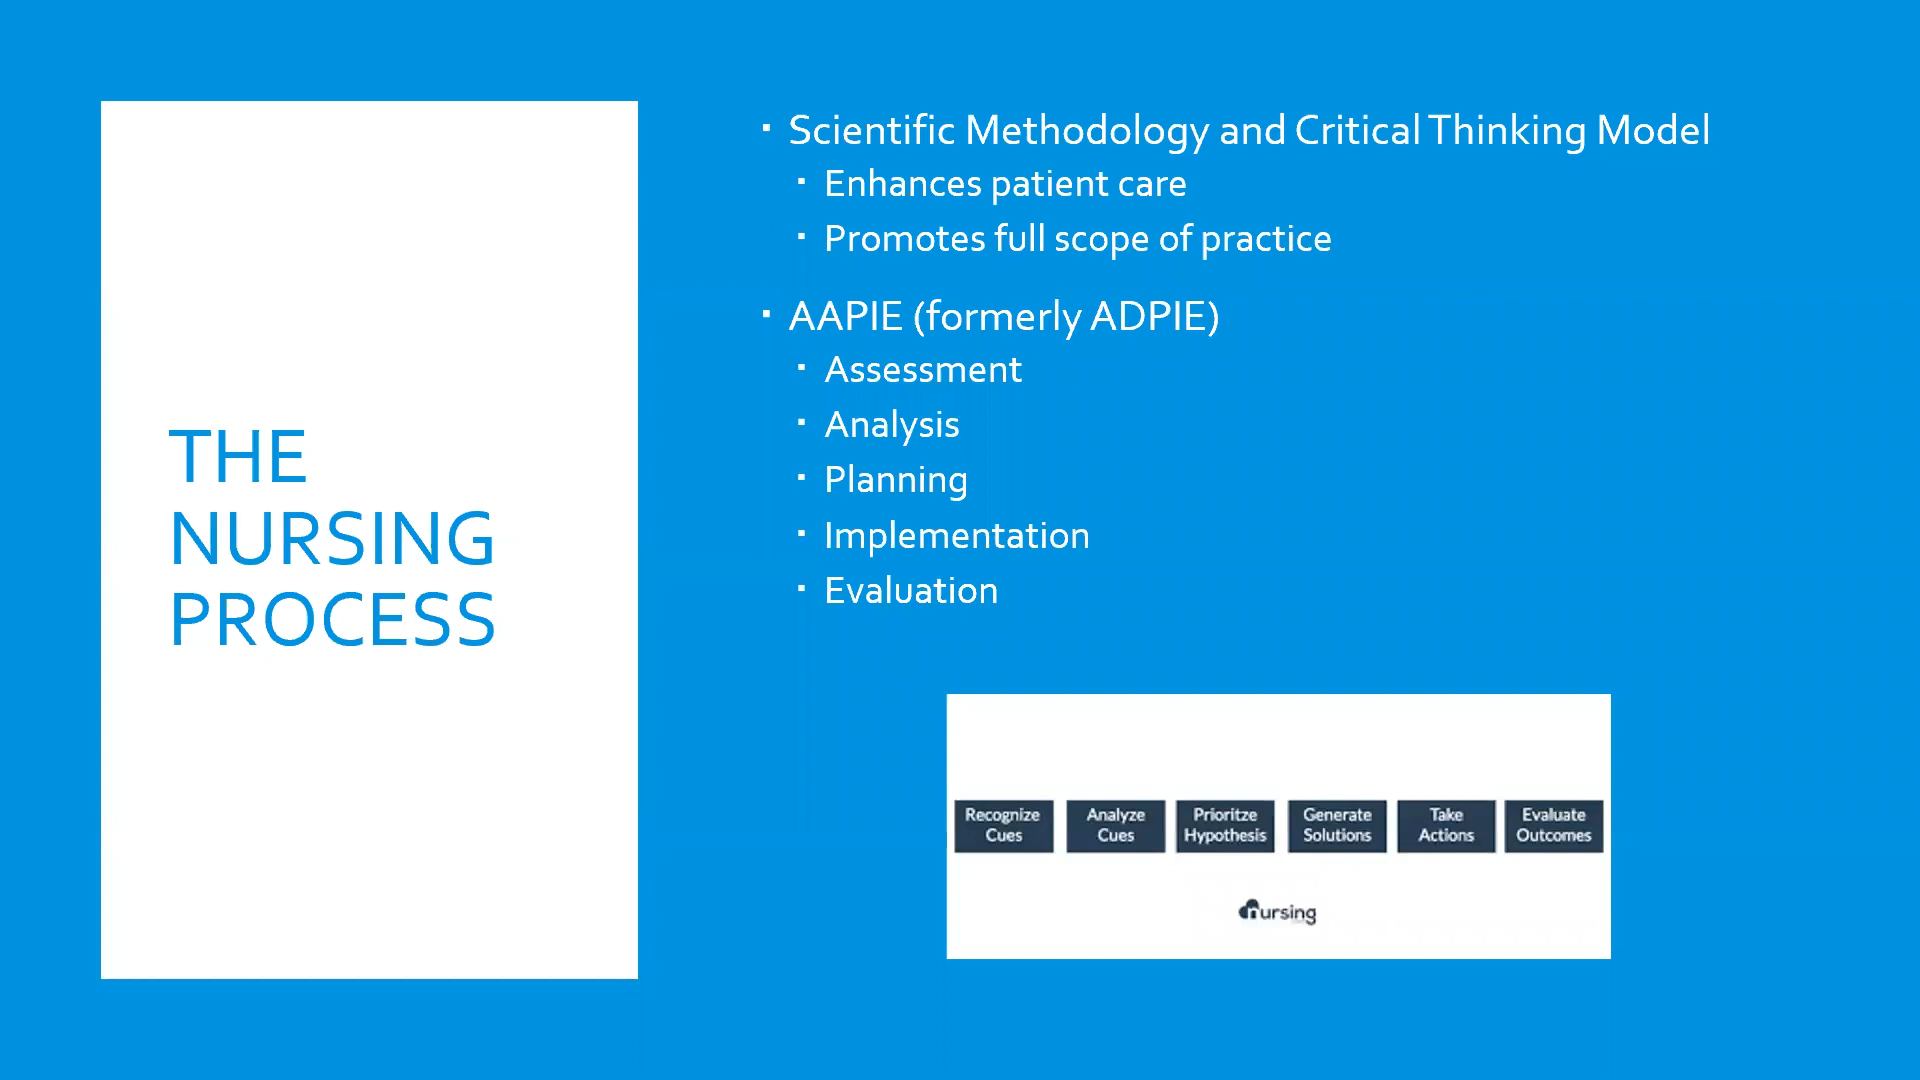 THE
NURSING
PROCESS
▪ Scientific Methodology and Critical Thinking Model
▪ Enhances patient care
▪ Promotes full scope of practice
▪ AAPIE (formerly ADPIE)
▪ Assessment
▪ Analysis
▪ Planning
▪ Implementation
▪ Evaluation
Recognize
Cues
Analyze
Cues
Prioritze
Hypothesis
Generate
Solutions
Take
Actions
Evaluate
Outcomes
nursing